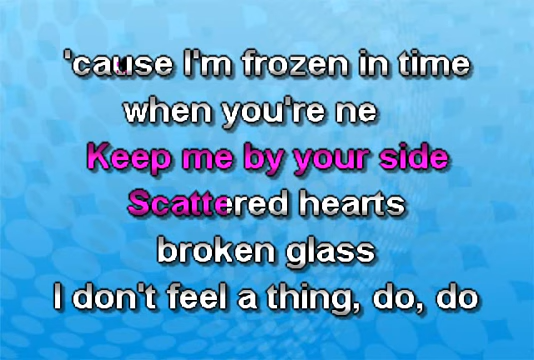 'cause I'm frozen in time
when you're ne
Keep me by your side
Scattered hearts
broken glass
I don't feel a thing, do, do